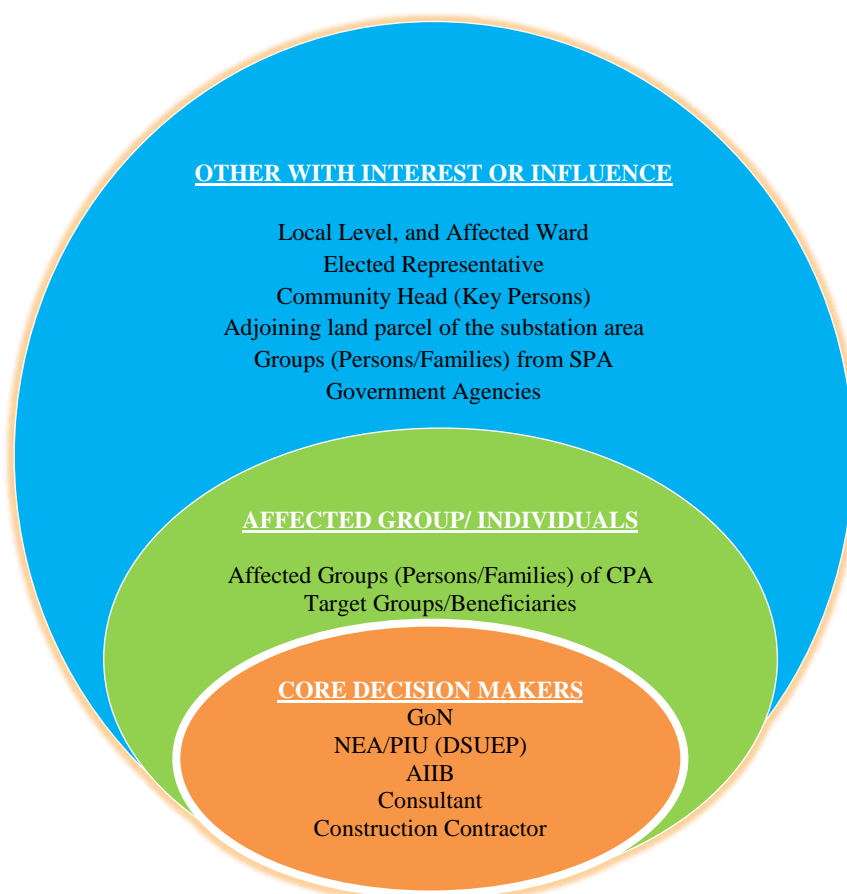 OTHER WITH INTEREST OR INFLUENCE
Local Level, and Affected Ward
Elected Representative
Community Head (Key Persons)
Adjoining land parcel of the substation area
Groups (Persons/Families) from SPA
Government Agencies
AFFECTED GROUP/ INDIVIDUALS
Affected Groups (Persons/Families) of CPA
Target Groups/Beneficiaries
CORE DECISION MAKERS
GoN
NEA/PIU (DSUEP)
AIIB
Consultant
Construction Contractor